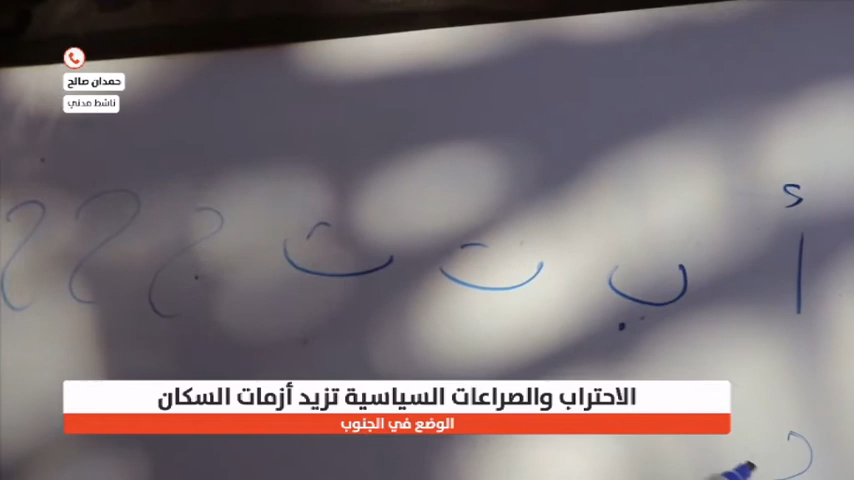 حمدان صالح
ناشط مدني
أ ب ت ث ج ح خ
الاحتراب والصراعات السياسية تزيد أزمات السكان
الوضع في الجنوب